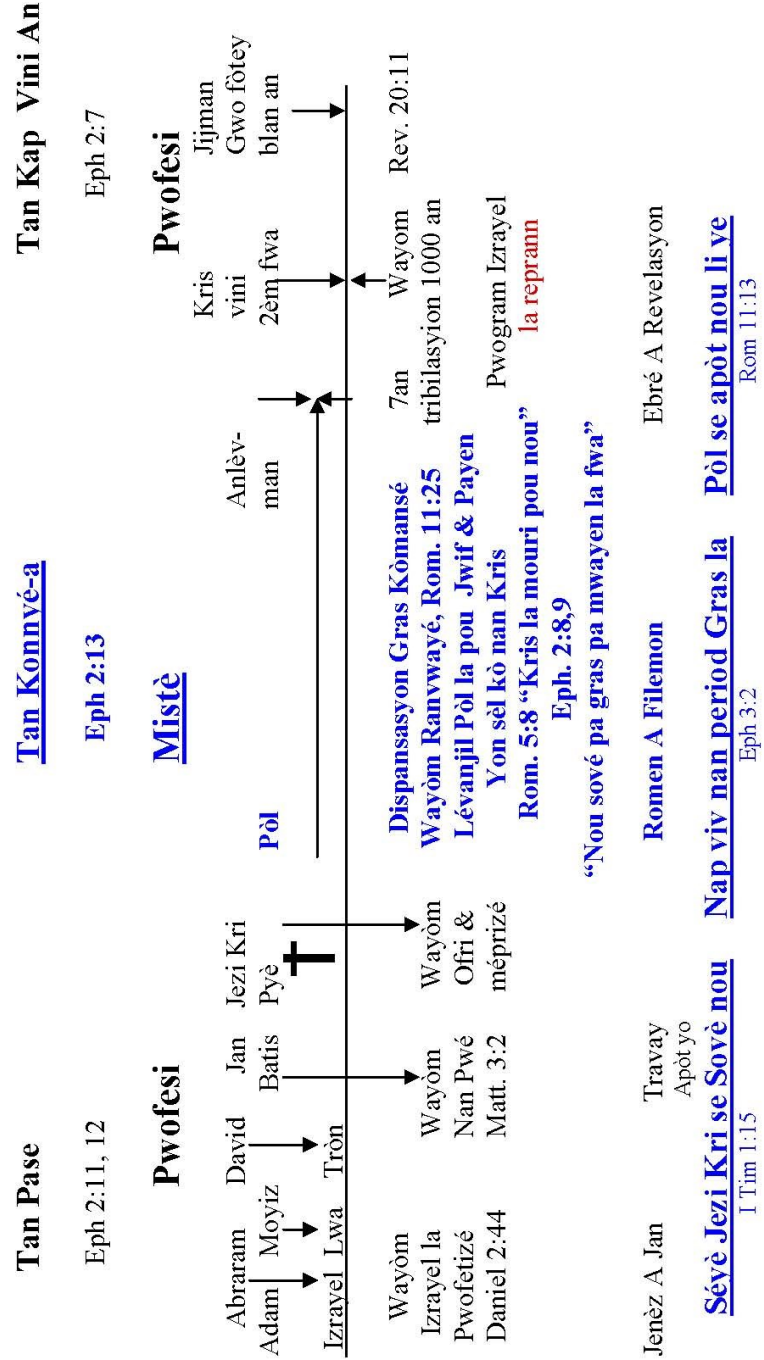 Tan Pase Tan Konnyé-a Tan Kap Vini An
Eph 2:11, 12 Eph 2:13 Eph 2:7
Pwofesi Mistè Pwofesi
Abraram David Jan Jezi Kri Anlèv- Kris Jijman
Adam Moyiz Batis Pyè Pòl man vini Gwo fòtey
2èm fwa blan an
Izrayel Lwa Tròn
Wayòm
Izrayel la
Pwofetizé
Daniel 2:44
Wayòm
Nan Pwé
Matt. 3:2
Wayòm
Ofri &
méprizé
Dispansasyon Gras Kòmansé
Wayòm Ranvwayé, Rom. 11:25
Lévanjil Pòl la pou Jwif & Payen
Yon sèl kò nan Kris
Rom. 5:8 “Kris la mouri pou nou”
Eph. 2:8,9
“Nou sové pa gras pa mwayen la fwa”
7an Wayom
tribilasyion 1000 an
Pwogram Izrayel
la reprann
Rev. 20:11
Jenèz A Jan Travay Romen A Filemon Ebré A Revelasyon
Apòt yo
Séyè Jezi Kri se Sovè nou Nap viv nan period Gras la Pòl se apòt nou li ye
I Tim 1:15 Eph 3:2 Rom 11:13